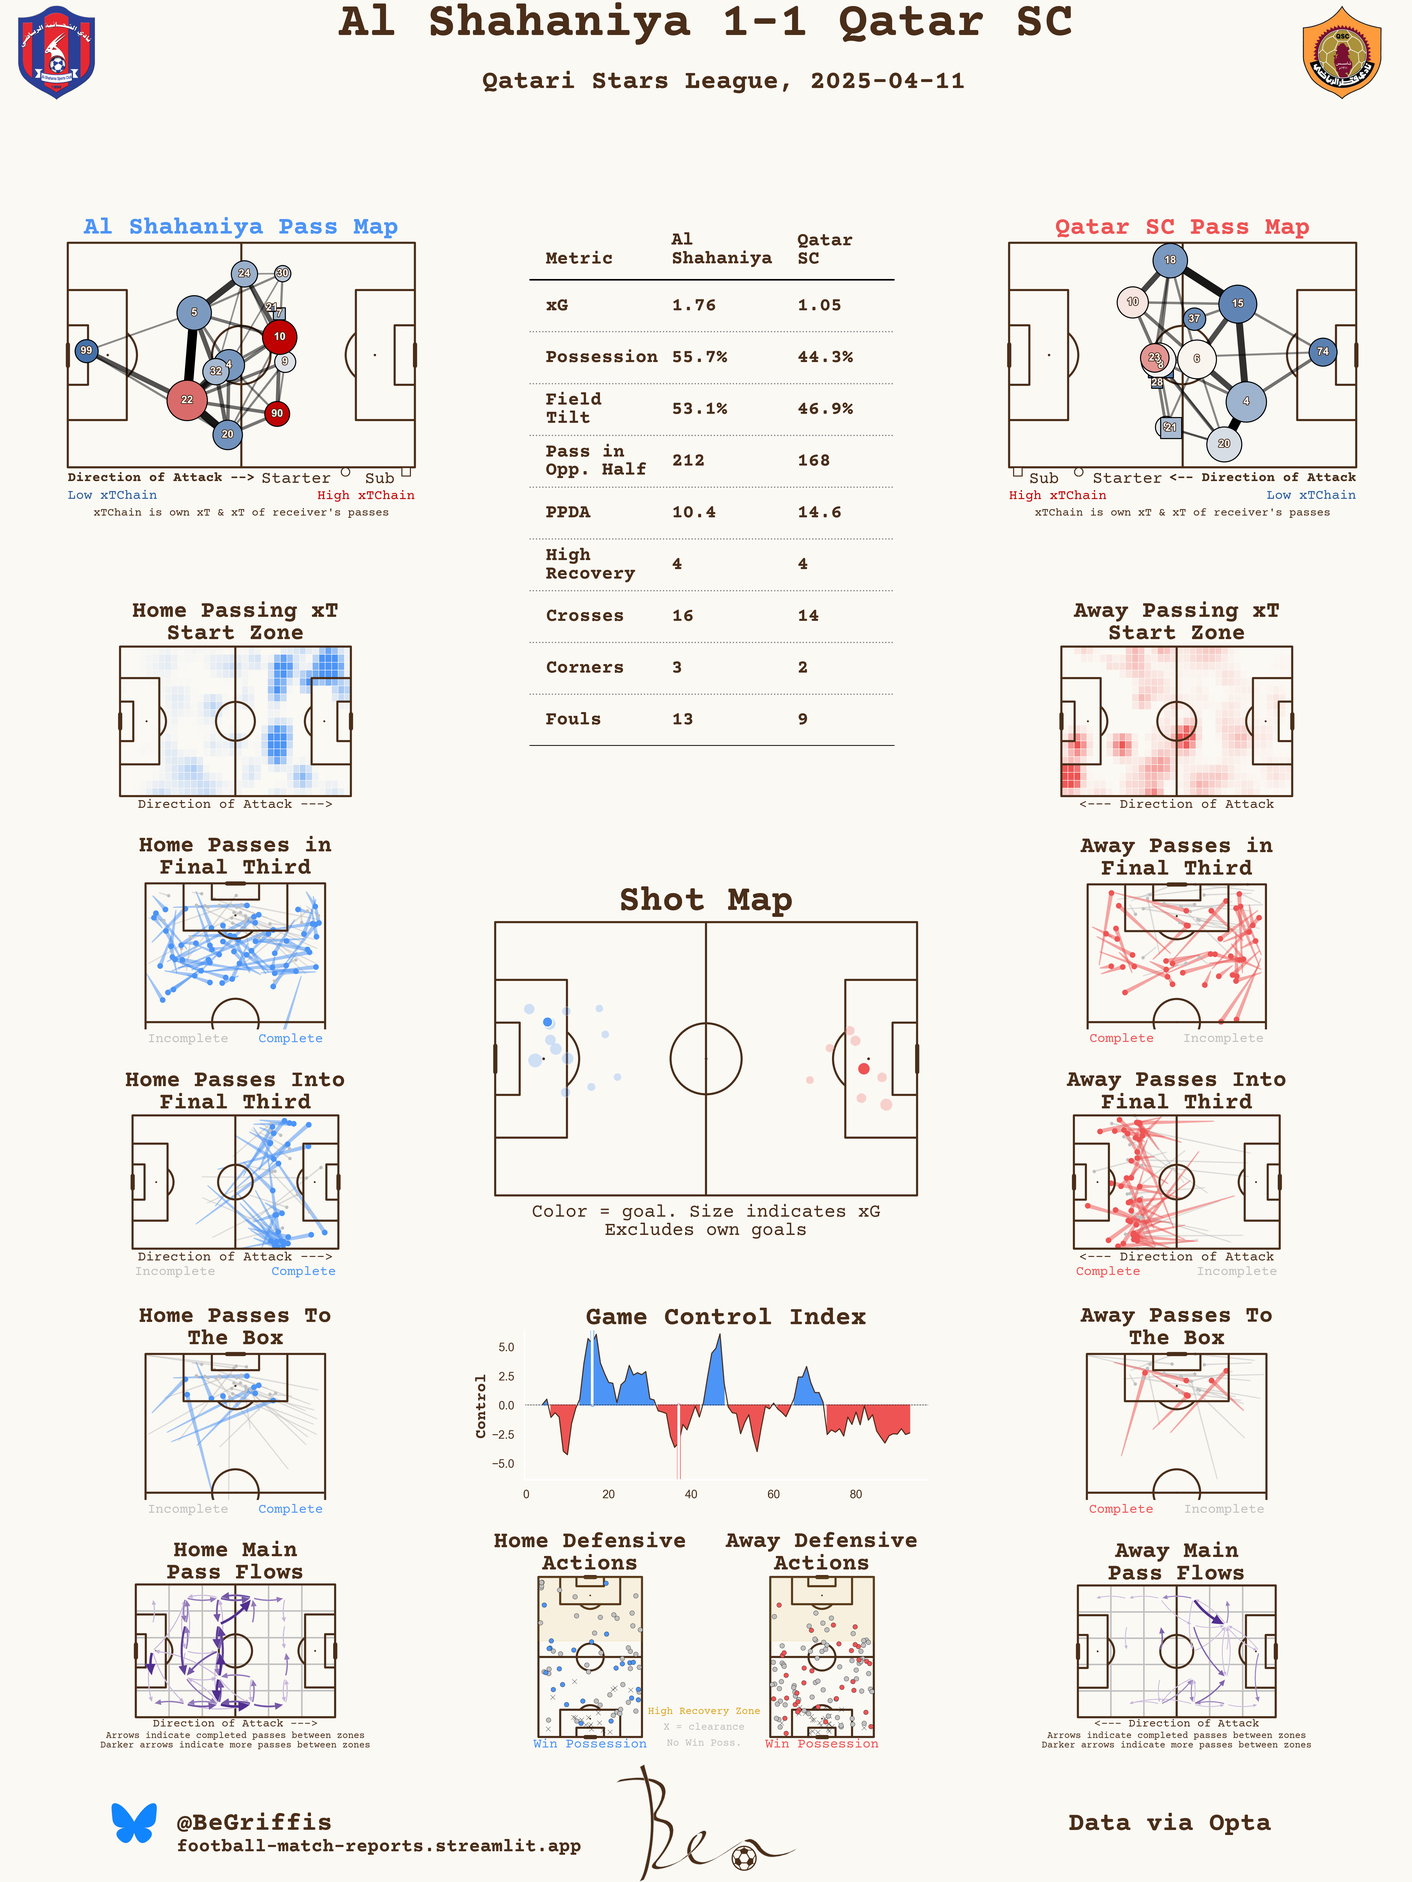 Al Shahaniya 1-1 Qatar SC
Qatari Stars League, 2025-04-11
Al Shahaniya Pass Map
99
5
24
30
21
7
10
9
4
32
22
90
20
Direction of Attack --> Starter Sub
Low xTChain High xTChain
xTChain is own xT & xT of receiver's passes
Metric Al Shahaniya Qatar SC
xG 1.76 1.05
Possession 55.7% 44.3%
Field Tilt 53.1% 46.9%
Pass in Opp. Half 212 168
PPDA 10.4 14.6
High Recovery 4 4
Crosses 16 14
Corners 3 2
Fouls 13 9
Qatar SC Pass Map
18
10
15
37
23
6
74
28
4
21
20
Sub Starter <-- Direction of Attack
High xTChain Low xTChain
xTChain is own xT & xT of receiver's passes
Home Passing xT
Start Zone
Direction of Attack --->
Away Passing xT
Start Zone
<--- Direction of Attack
Home Passes in
Final Third
Incomplete Complete
Away Passes in
Final Third
Complete Incomplete
Shot Map
Color = goal. Size indicates xG
Excludes own goals
Home Passes Into
Final Third
Direction of Attack --->
Incomplete Complete
Away Passes Into
Final Third
<--- Direction of Attack
Complete Incomplete
Home Passes To
The Box
Incomplete Complete
Game Control Index
Control
5.0
2.5
0.0
−2.5
−5.0
0 20 40 60 80
Away Passes To
The Box
Complete Incomplete
Home Main
Pass Flows
Direction of Attack --->
Arrows indicate completed passes between zones
Darker arrows indicate more passes between zones
Home Defensive
Actions
Win Possession
High Recovery Zone
X = clearance
No Win Poss.
Away Defensive
Actions
Win Possession
Away Main
Pass Flows
<--- Direction of Attack
Arrows indicate completed passes between zones
Darker arrows indicate more passes between zones
@BeGriffis
football-match-reports.streamlit.app
Ben
Data via Opta